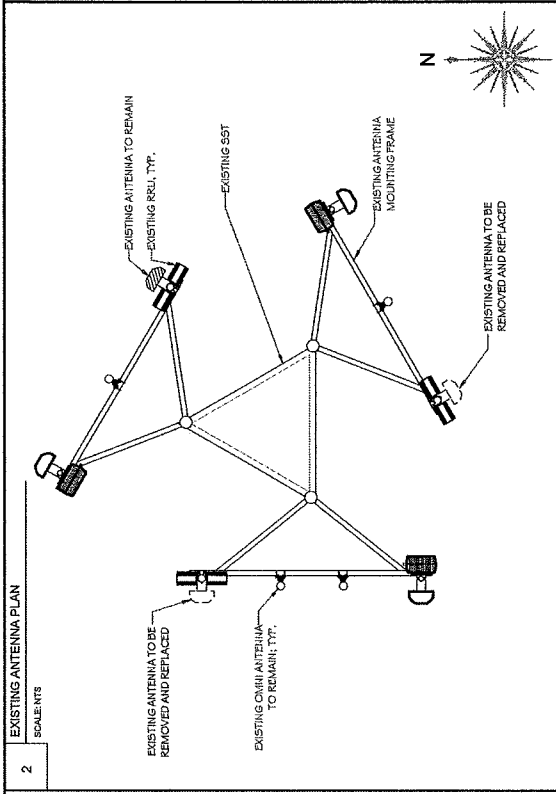 2
EXISTING ANTENNA PLAN
SCALE: NTS
EXISTING ANTENNA TO REMAIN
EXISTING RRU, TYP.
EXISTING SST
EXISTING ANTENNA
MOUNTING FRAME
EXISTING ANTENNA TO BE
REMOVED AND REPLACED
EXISTING ANTENNA TO BE
REMOVED AND REPLACED
EXISTING OMNI ANTENNA
TO REMAIN; TYP.
N